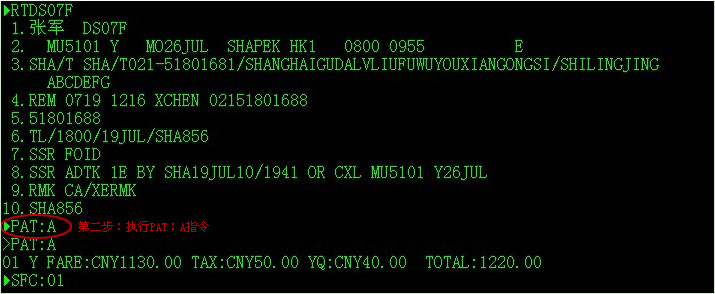 ▶RTDS07F
1.张军 DS07F
2. MU5101 Y MO26JUL SHAPEK HK1 0800 0955 E
3.SHA/T SHA/T021-51801681/SHANGHAIGUDALVLIUFUWUYOUXIANGONGSI/SHILINGJING
ABCDEFG
4.REM 0719 1216 XCHEN 02151801688
5.51801688
6.TL/1800/19JUL/SHA856
7.SSR FOID
8.SSR ADTK 1E BY SHA19JUL10/1941 OR CXL MU5101 Y26JUL
9.RMK CA/XERMK
10.SHA856
▶PAT:A 第二步：执行PAT：A指令
>PAT:A
01 Y FARE:CNY1130.00 TAX:CNY50.00 YQ:CNY40.00 TOTAL:1220.00
▶SFC:01